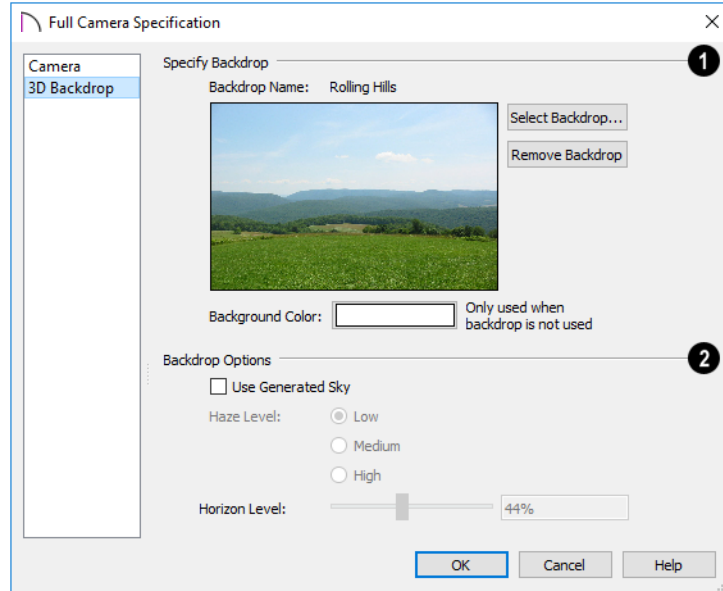 Full Camera Specification
Camera
3D Backdrop
Specify Backdrop
1
Backdrop Name: Rolling Hills
Select Backdrop...
Remove Backdrop
Background Color:
Only used when
backdrop is not used
Backdrop Options
2
Use Generated Sky
Haze Level:
Low
Medium
High
Horizon Level:
44%
OK
Cancel
Help